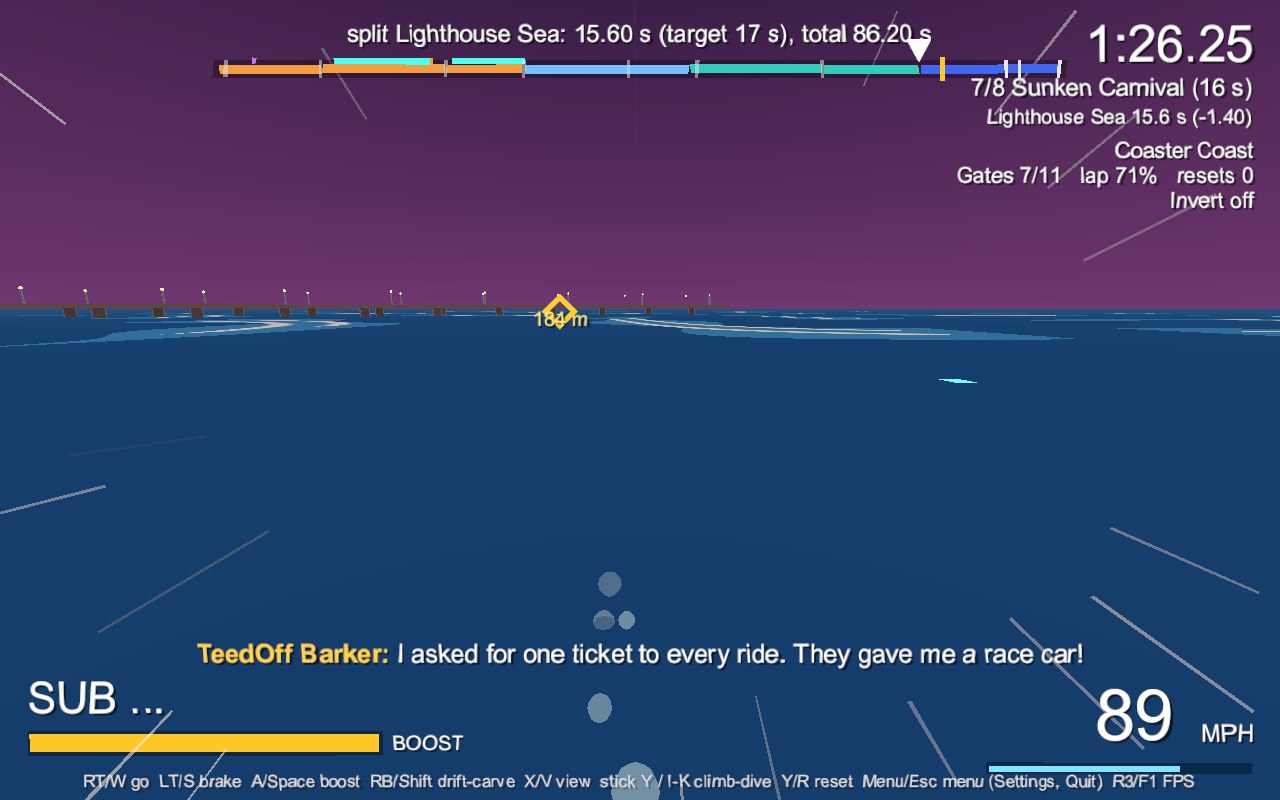 split Lighthouse Sea: 15.60 s (target 17 s), total 86.20 s
1:26.25
7/8 Sunken Carnival (16 s)
Lighthouse Sea 15.6 s (-1.40)
Coaster Coast
Gates 7/11 lap 71% resets 0
Invert off
184 m
TeedOff Barker: I asked for one ticket to every ride. They gave me a race car!
SUB ...
BOOST
89 MPH
RT/W go LT/S brake A/Space boost RB/Shift drift-carve X/V view stick Y / I-K climb-dive Y/R reset Menu/Esc menu (Settings, Quit) R3/F1 FPS